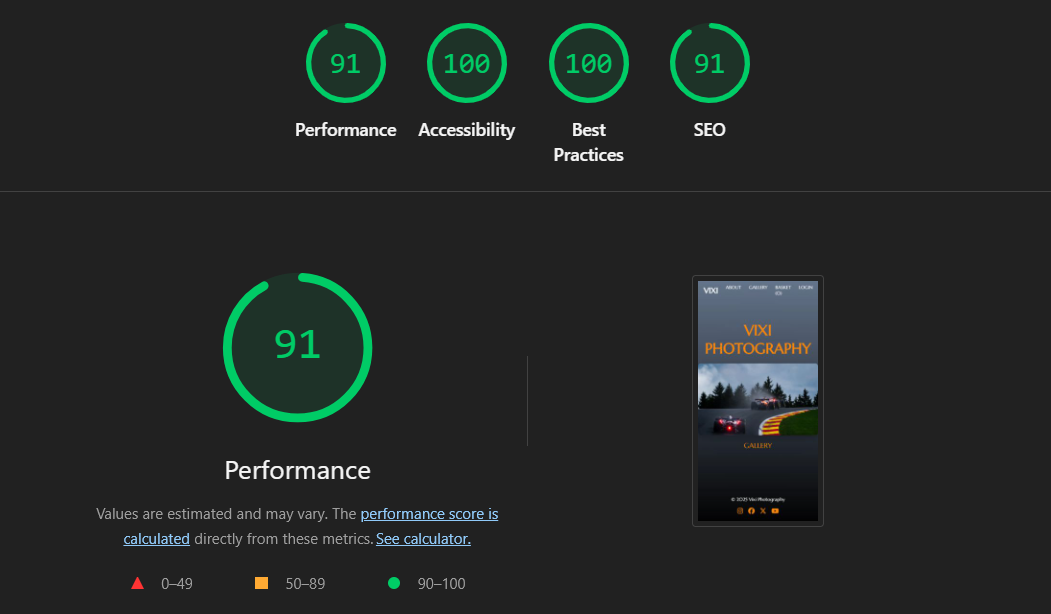 91
100
100
91
Performance
Accessibility
Best
Practices
SEO
91
Performance
Values are estimated and may vary. The performance score is
calculated directly from these metrics. See calculator.
0–49
50–89
90–100
VIXI
ABOUT
GALLERY
BASKET
LOGIN
VIXI
PHOTOGRAPHY
GALLERY
© 2025 Vixi Photography